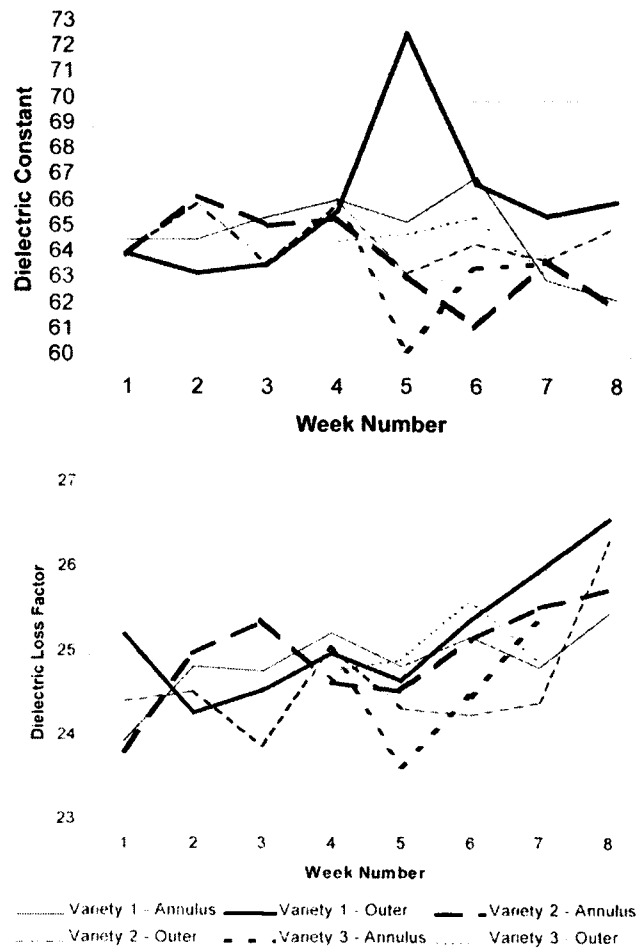 73
72
71
70
69
68
67
66
65
64
63
62
61
60
Dielectric Constant
1 2 3 4 5 6 7 8
Week Number
27
26
25
24
23
Dielectric Loss Factor
1 2 3 4 5 6 7 8
Week Number
Variety 1 - Annulus Variety 1 - Outer Variety 2 - Annulus
Variety 2 - Outer Variety 3 - Annulus Variety 3 - Outer